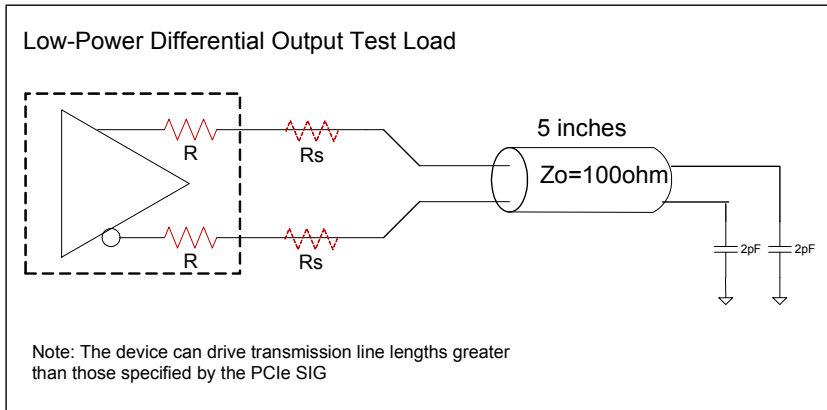 Low-Power Differential Output Test Load
R
Rs
5 inches
Zo=100ohm
R
Rs
2pF
2pF
Note: The device can drive transmission line lengths greater
than those specified by the PCIe SIG